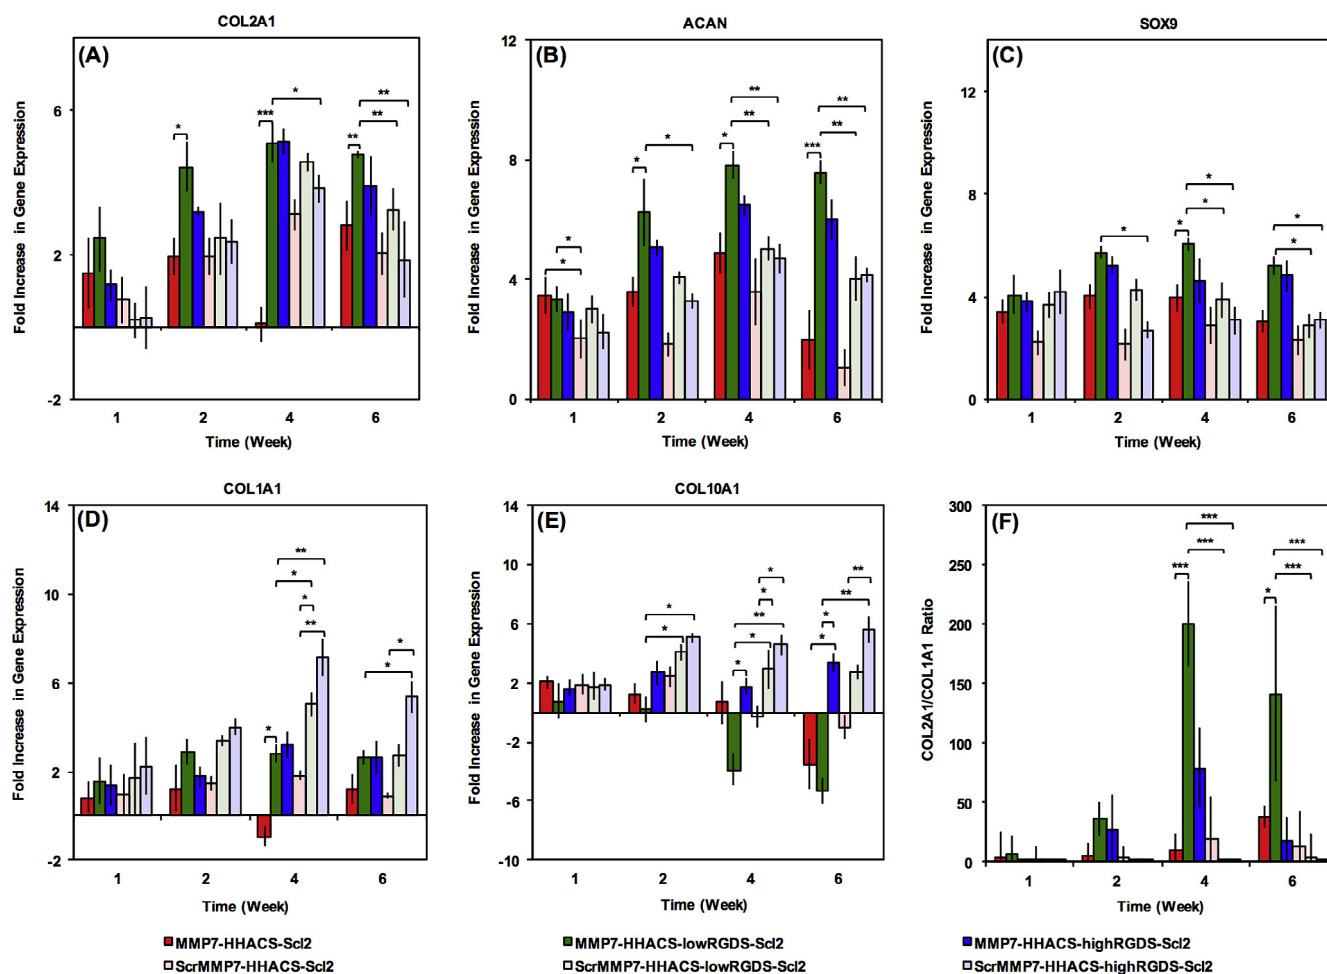 COL2A1
(A)
Fold Increase in Gene Expression
6
2
-2
* *** * ** ** **
1 2 4 6
Time (Week)
ACAN
(B)
Fold Increase in Gene Expression
12
8
4
0
* * * * * ** ** *** ** **
1 2 4 6
Time (Week)
SOX9
(C)
Fold Increase in Gene Expression
12
8
4
0
* * * * * *
1 2 4 6
Time (Week)
COL1A1
(D)
Fold Increase in Gene Expression
14
10
6
2
-2
* ** * * ** * *
1 2 4 6
Time (Week)
COL10A1
(E)
Fold Increase in Gene Expression
14
10
6
2
-2
-6
-10
* * * ** * * * * * ** **
1 2 4 6
Time (Week)
(F)
COL2A1/COL1A1 Ratio
300
250
200
150
100
50
0
*** *** *** * *** ***
1 2 4 6
Time (Week)
MMP7-HHACS-Scl2
MMP7-HHACS-lowRGDS-Scl2
MMP7-HHACS-highRGDS-Scl2
ScrMMP7-HHACS-Scl2
ScrMMP7-HHACS-lowRGDS-Scl2
ScrMMP7-HHACS-highRGDS-Scl2